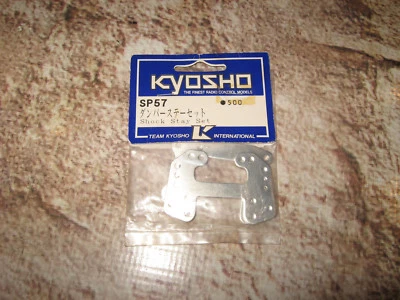 KYOSHO
THE FINEST RADIO CONTROL MODELS
SP57
●500
ダンパーステーセット
Shock Stay Set
TEAM KYOSHO K INTERNATIONAL